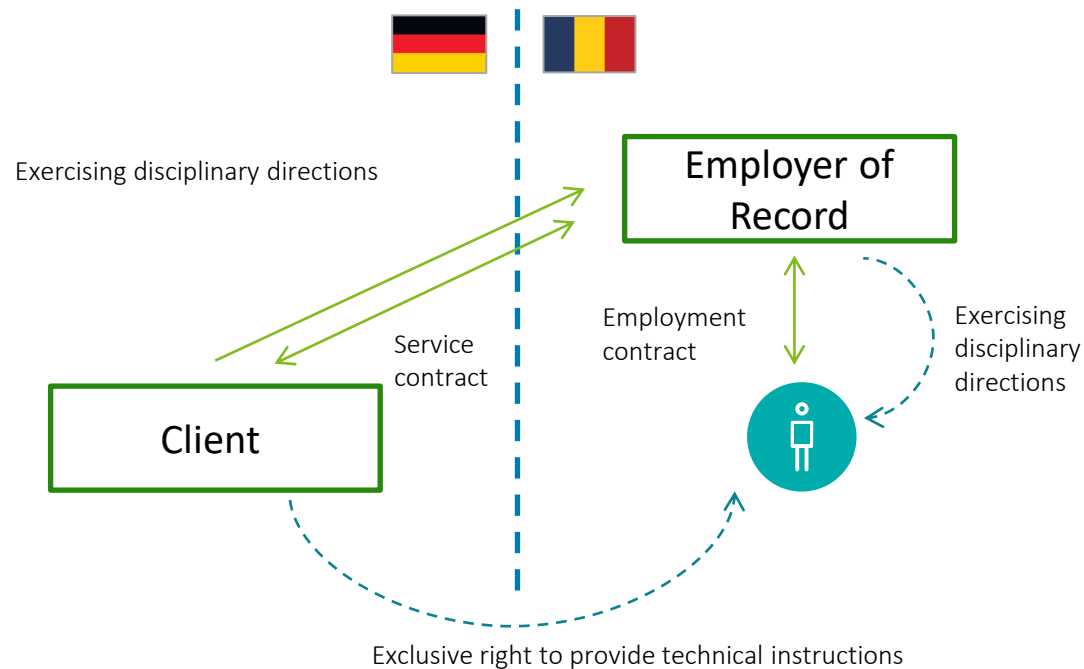 Exercising disciplinary directions
Employer of
Record
Service
contract
Employment
contract
Exercising
disciplinary
directions
Client
Exclusive right to provide technical instructions